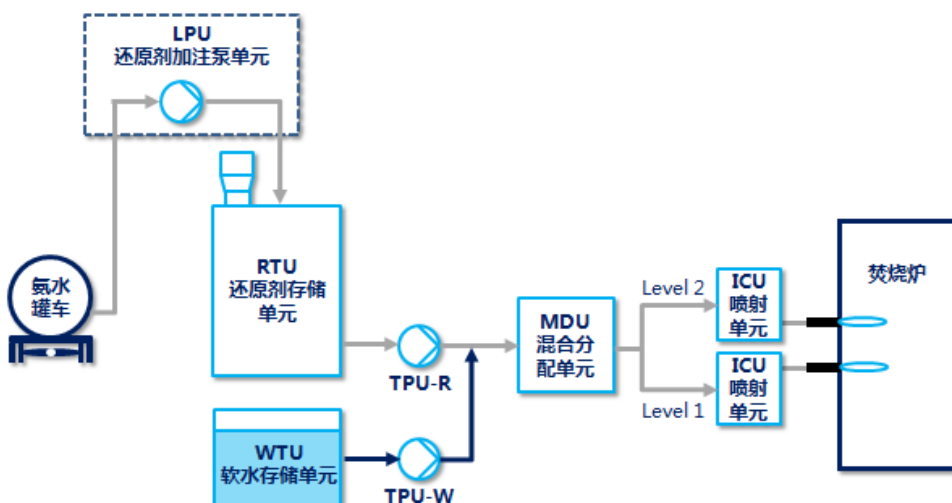 LPU
还原剂加注泵单元
氨水
罐车
RTU
还原剂存储
单元
TPU-R
WTU
软水存储单元
TPU-W
MDU
混合分
配单元
Level 2
Level 1
ICU
喷射
单元
ICU
喷射
单元
焚烧炉